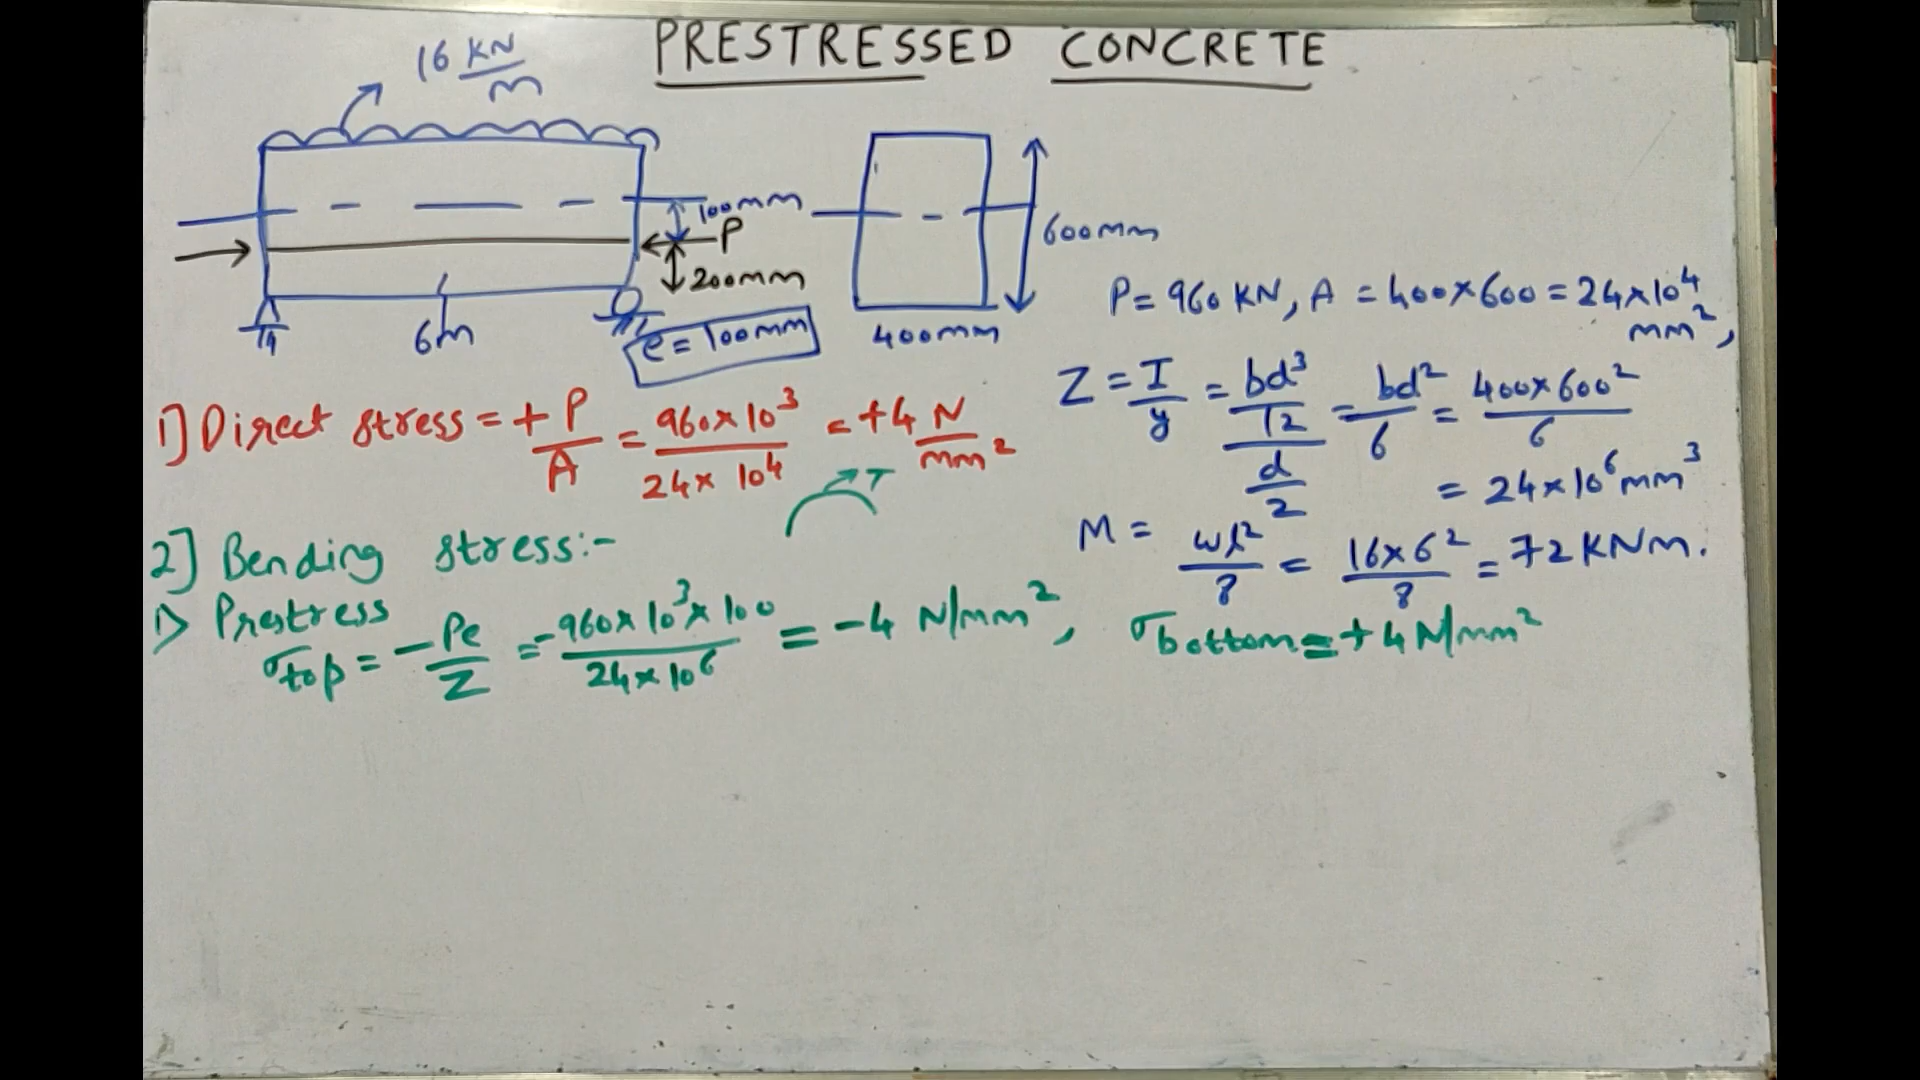 PRESTRESSED CONCRETE
16 KN/m
100mm
P
200mm
6m
e = 100mm
600mm
400mm
P = 960 KN, A = 400×600 = 24×10⁴ mm²,
Z = I/y = (bd³/12)/(d/2) = bd²/6 = 400×600²/6
= 24×10⁶ mm³
M = wl²/8 = 16×6²/8 = 72 KNm.
1] Direct stress = + P/A = 960×10³/24×10⁴ = +4 N/mm²
T
2] Bending stress:-
1> Prestress
σtop = -Pe/Z = -960×10³×100/24×10⁶ = -4 N/mm², σbottom = +4 N/mm²